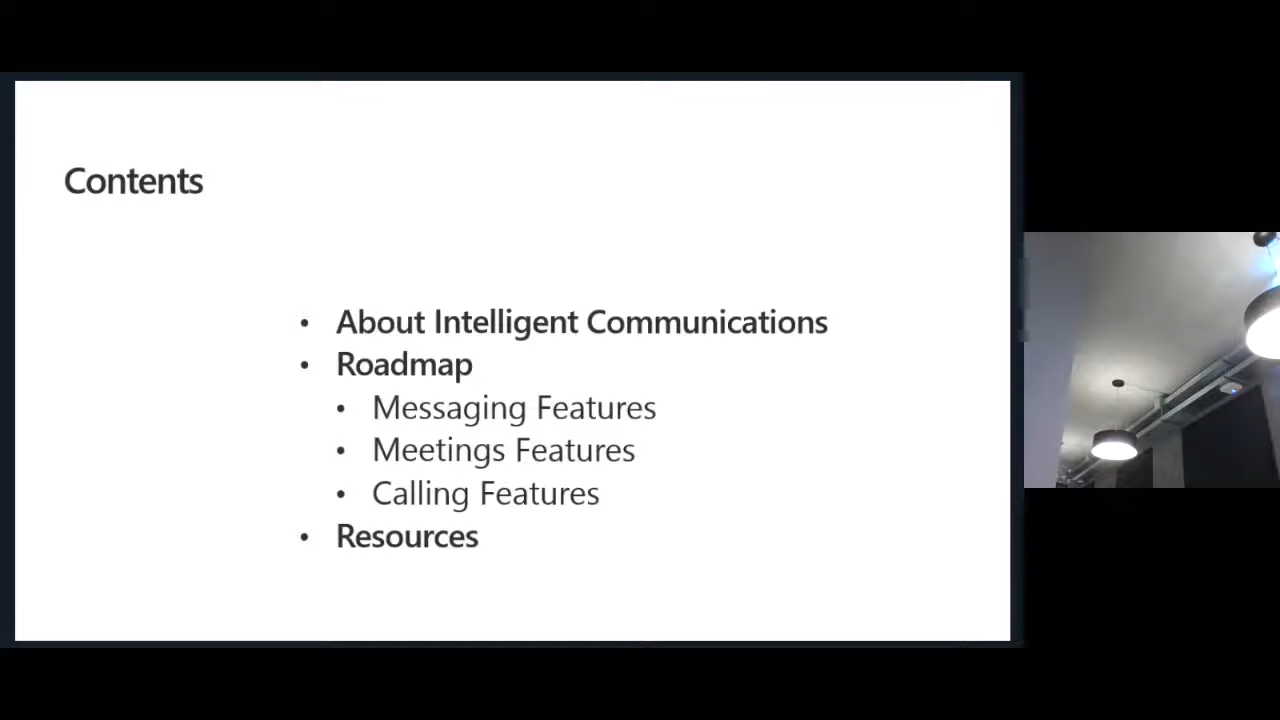 Contents
• About Intelligent Communications
• Roadmap
• Messaging Features
• Meetings Features
• Calling Features
• Resources